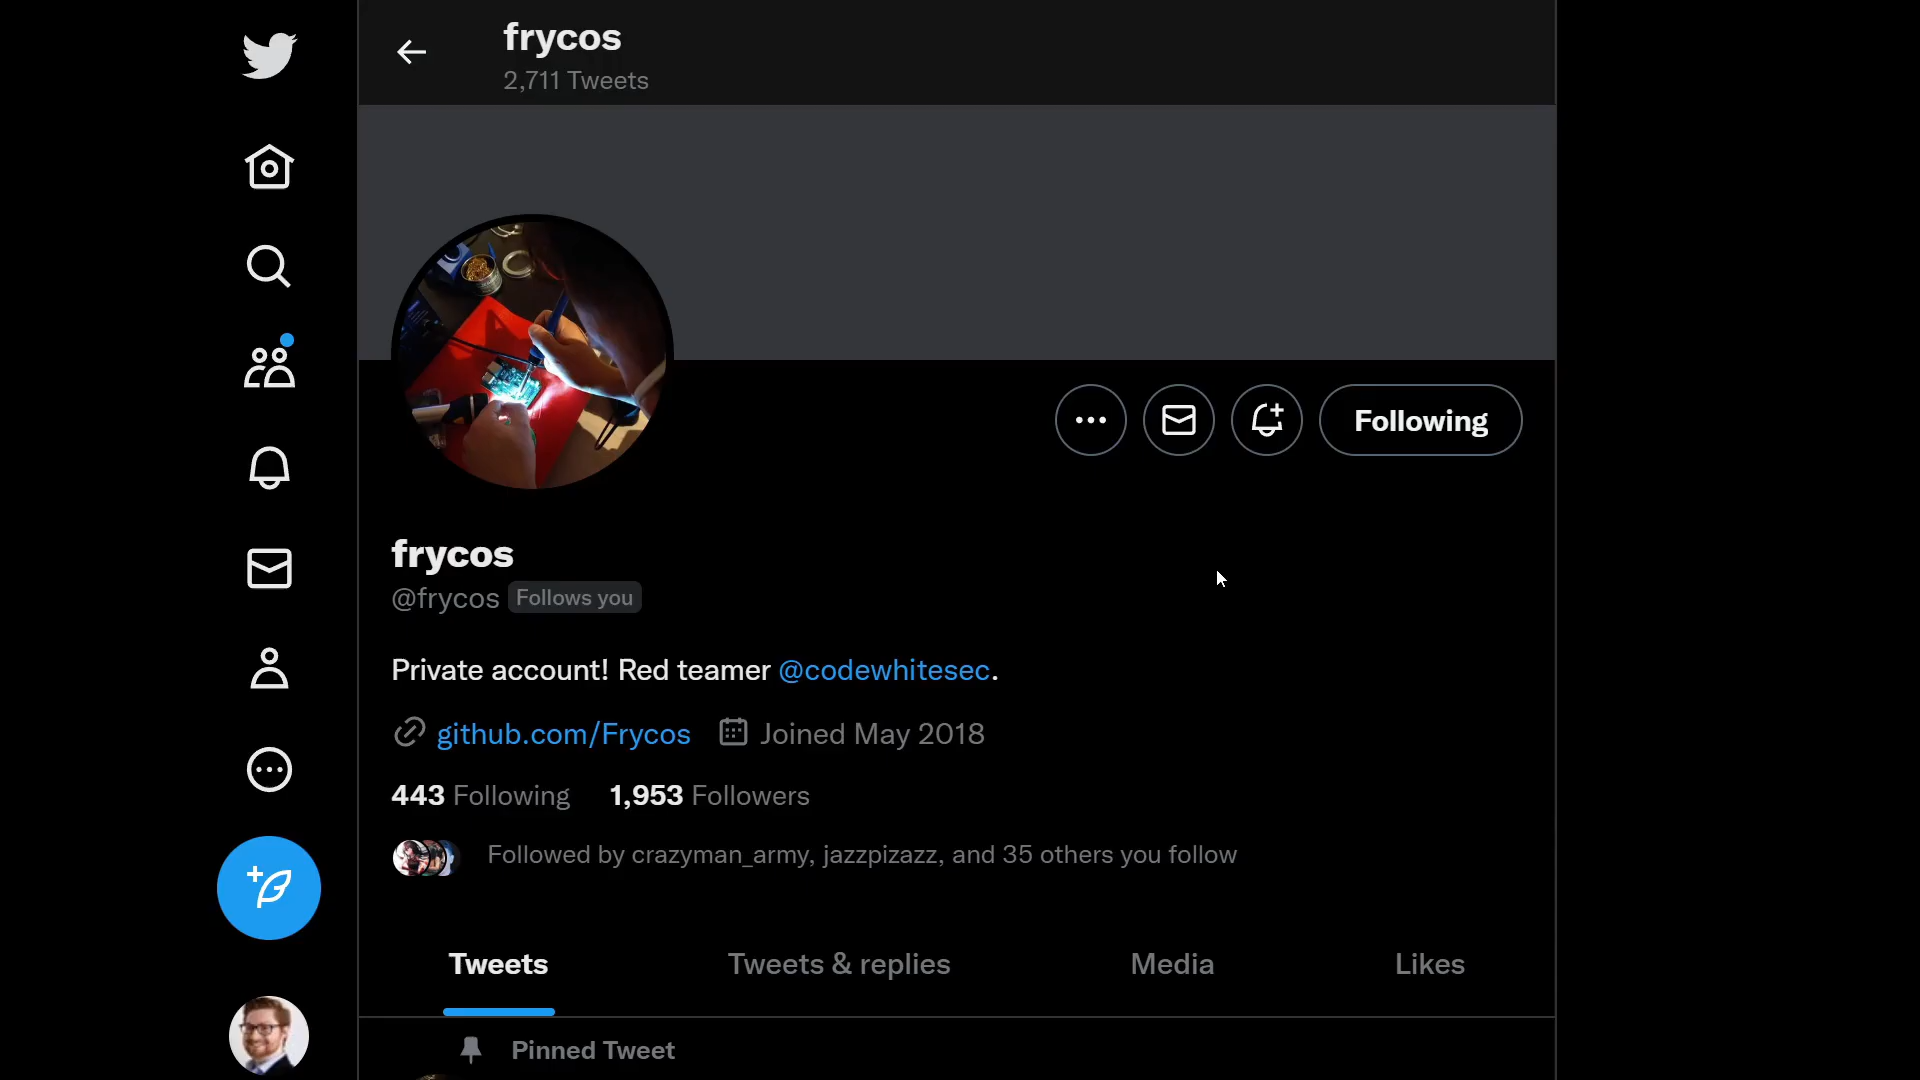 frycos
2,711 Tweets
Following
frycos
@frycos Follows you
Private account! Red teamer @codewhitesec.
github.com/Frycos Joined May 2018
443 Following 1,953 Followers
Followed by crazyman_army, jazzpizazz, and 35 others you follow
Tweets Tweets & replies Media Likes
Pinned Tweet